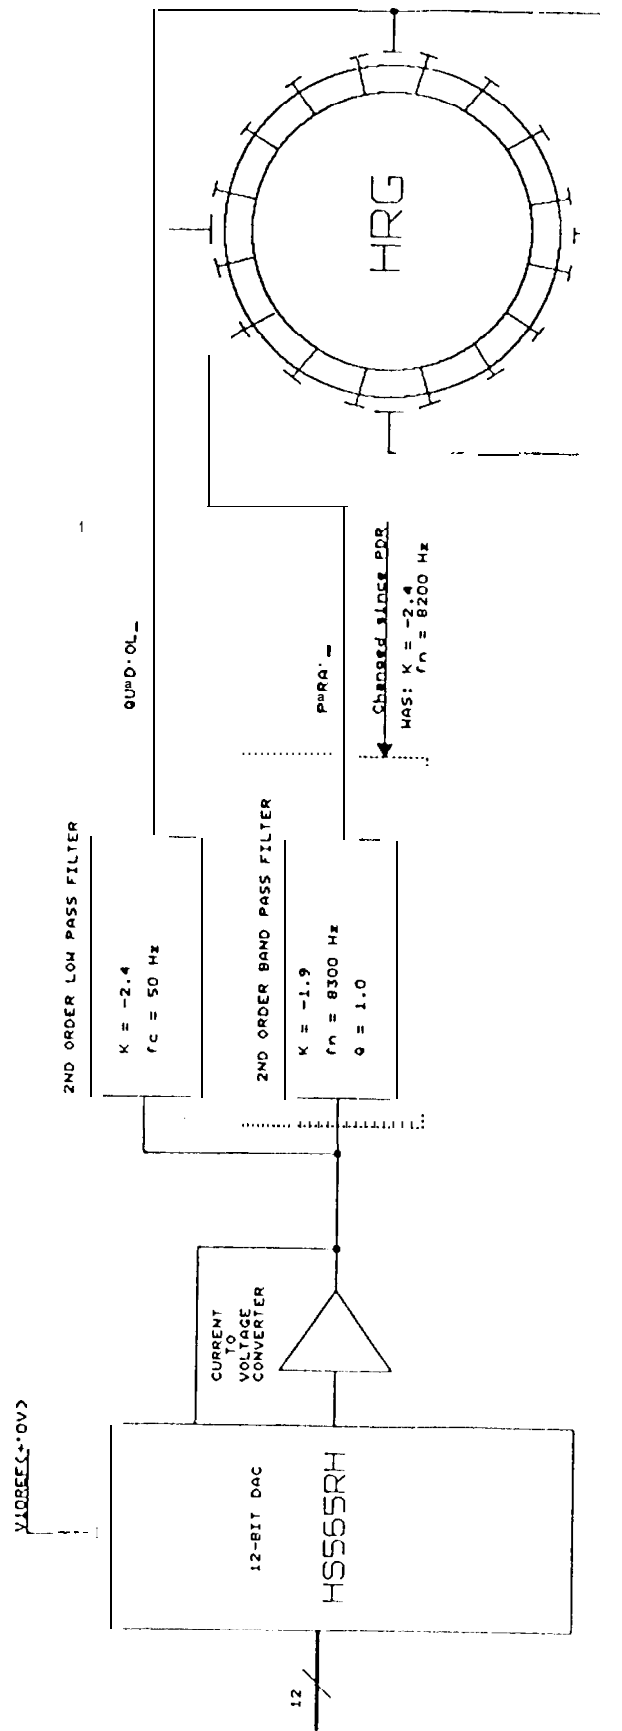 12
V10REF(+10V)
12-BIT DAC
HS565RH
CURRENT
TO
VOLTAGE
CONVERTER
2ND ORDER LOW PASS FILTER
K = -2.4
fc = 50 Hz
2ND ORDER BAND PASS FILTER
K = -1.9
fn = 8300 Hz
Q = 1.0
Changed since PDR
WAS: K = -2.4
fn = 8200 Hz
HRG
1